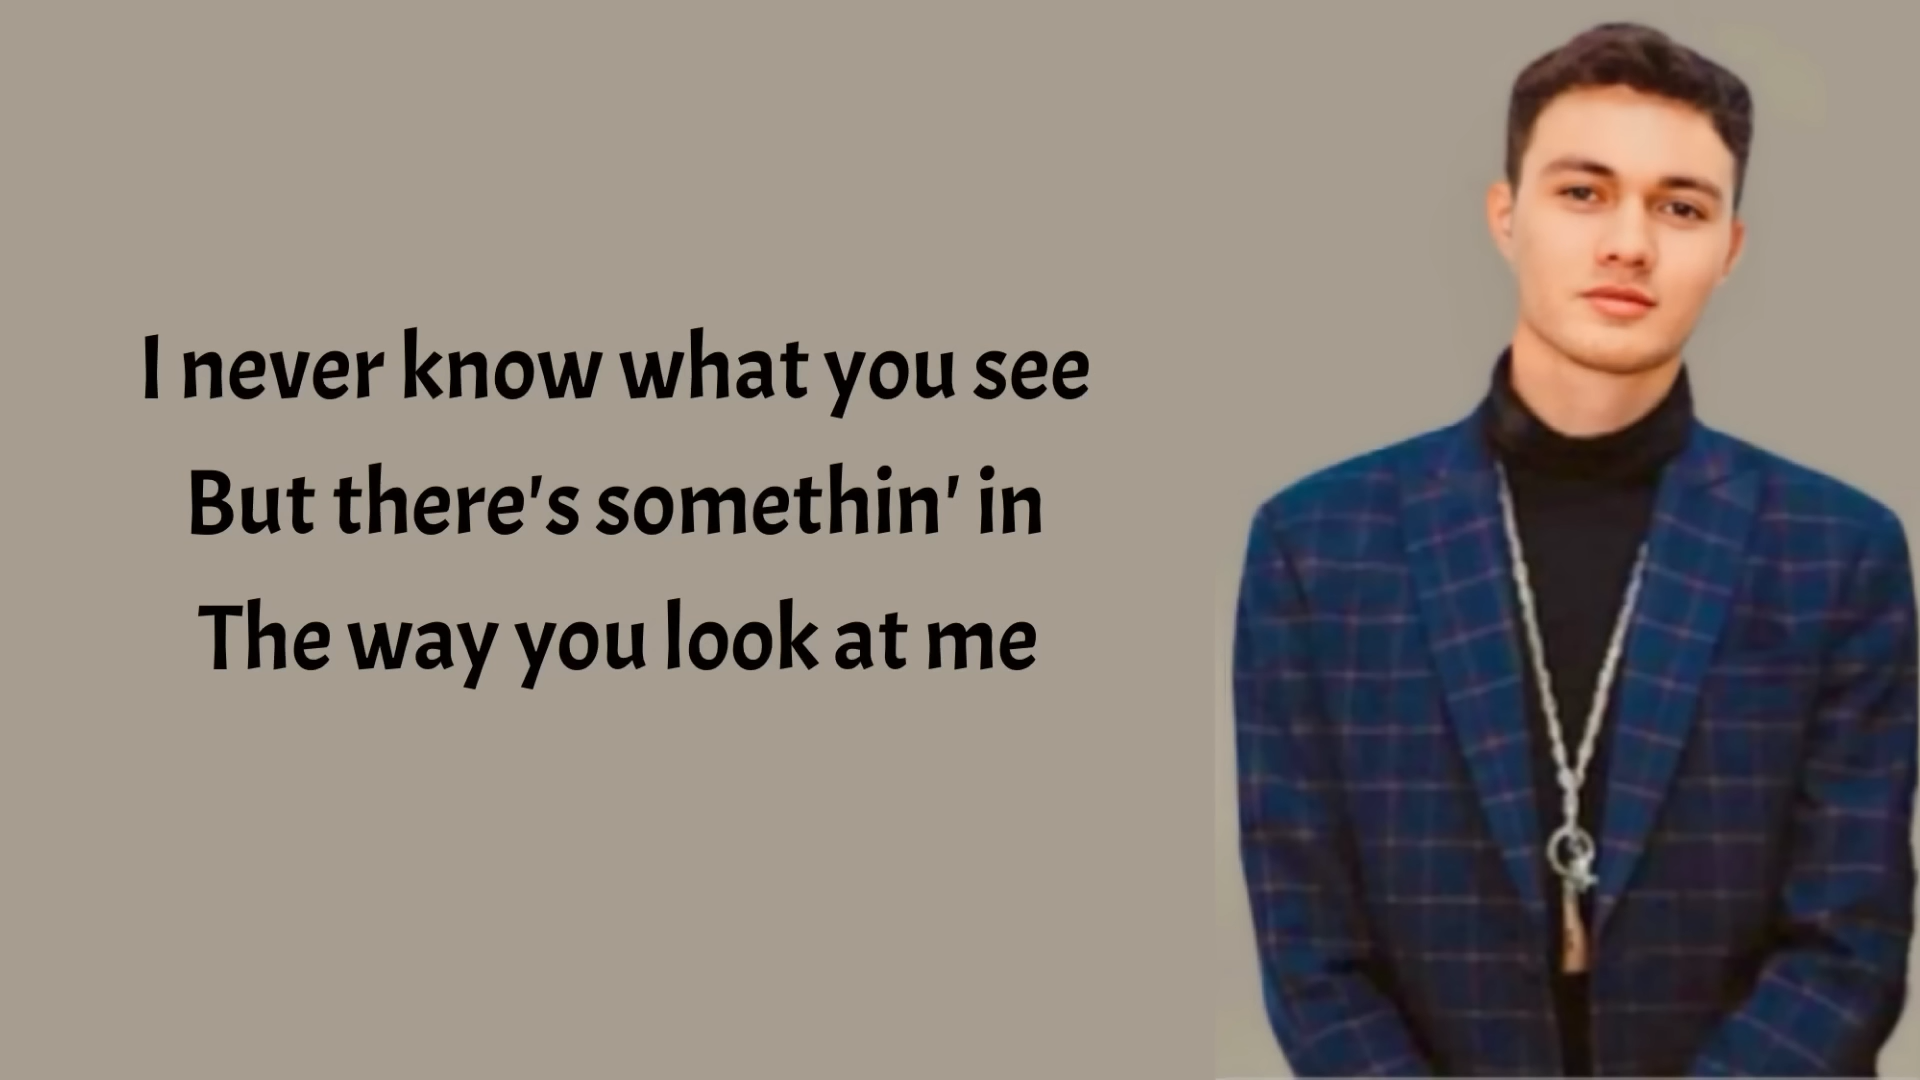 I never know what you see
But there's somethin' in
The way you look at me